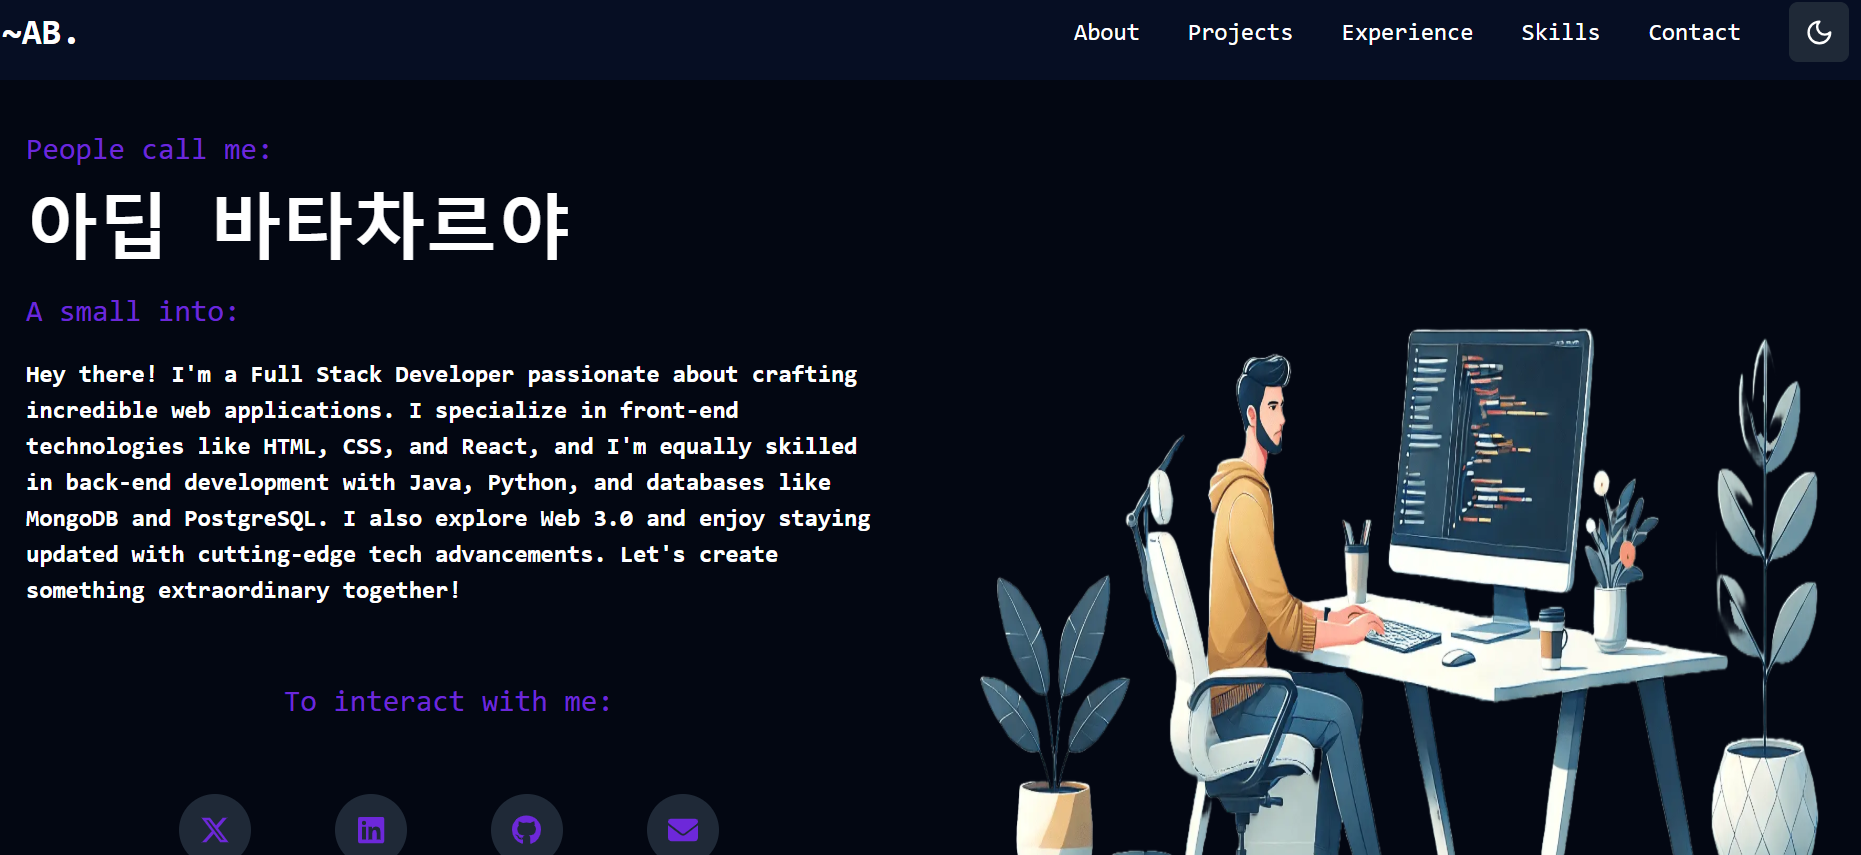 ~AB.
About Projects Experience Skills Contact
People call me:
아딥 바타차르야
A small into:
Hey there! I'm a Full Stack Developer passionate about crafting
incredible web applications. I specialize in front-end
technologies like HTML, CSS, and React, and I'm equally skilled
in back-end development with Java, Python, and databases like
MongoDB and PostgreSQL. I also explore Web 3.0 and enjoy staying
updated with cutting-edge tech advancements. Let's create
something extraordinary together!
To interact with me: